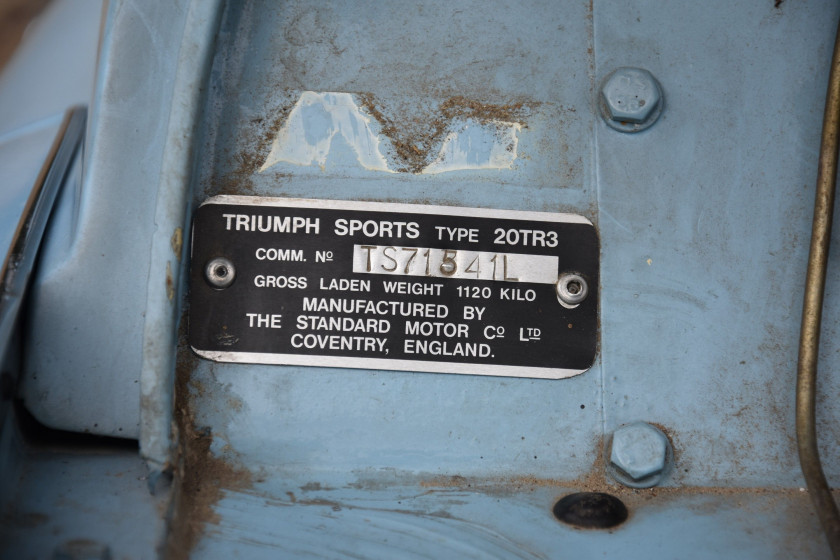 TRIUMPH SPORTS TYPE 20TR3
COMM. Nº TS71541L
GROSS LADEN WEIGHT 1120 KILO
MANUFACTURED BY
THE STANDARD MOTOR Cº LTD
COVENTRY, ENGLAND.